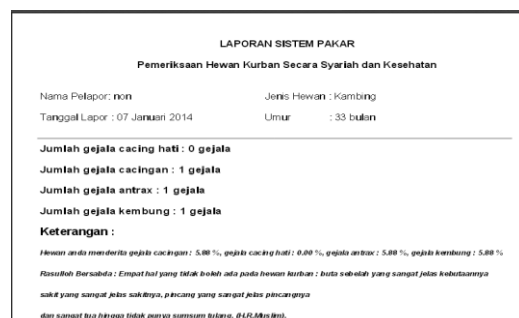 LAPORAN SISTEM PAKAR
Pemeriksaan Hewan Kurban Secara Syariah dan Kesehatan
Nama Pelapor: non Jenis Hewan : Kambing
Tanggal Lapor : 07 Januari 2014 Umur : 33 bulan
Jumlah gejala cacing hati : 0 gejala
Jumlah gejala cacingan : 1 gejala
Jumlah gejala antrax : 1 gejala
Jumlah gejala kembung : 1 gejala
Keterangan :
Hewan anda menderita gejala cacingan : 5.88 %, gejala cacing hati : 0.00 %, gejala antrax : 5.88 %, gejala kembung : 5.88 %
Rasulloh Bersabda : Empat hal yang tidak boleh ada pada hewan kurban : buta sebelah yang sangat jelas kebutaannya
sakit yang sangat jelas sakitnya, pincang yang sangat jelas pincangnya
dan sangat tua hingga tidak punya sumsum tulang. (H.R.Muslim).